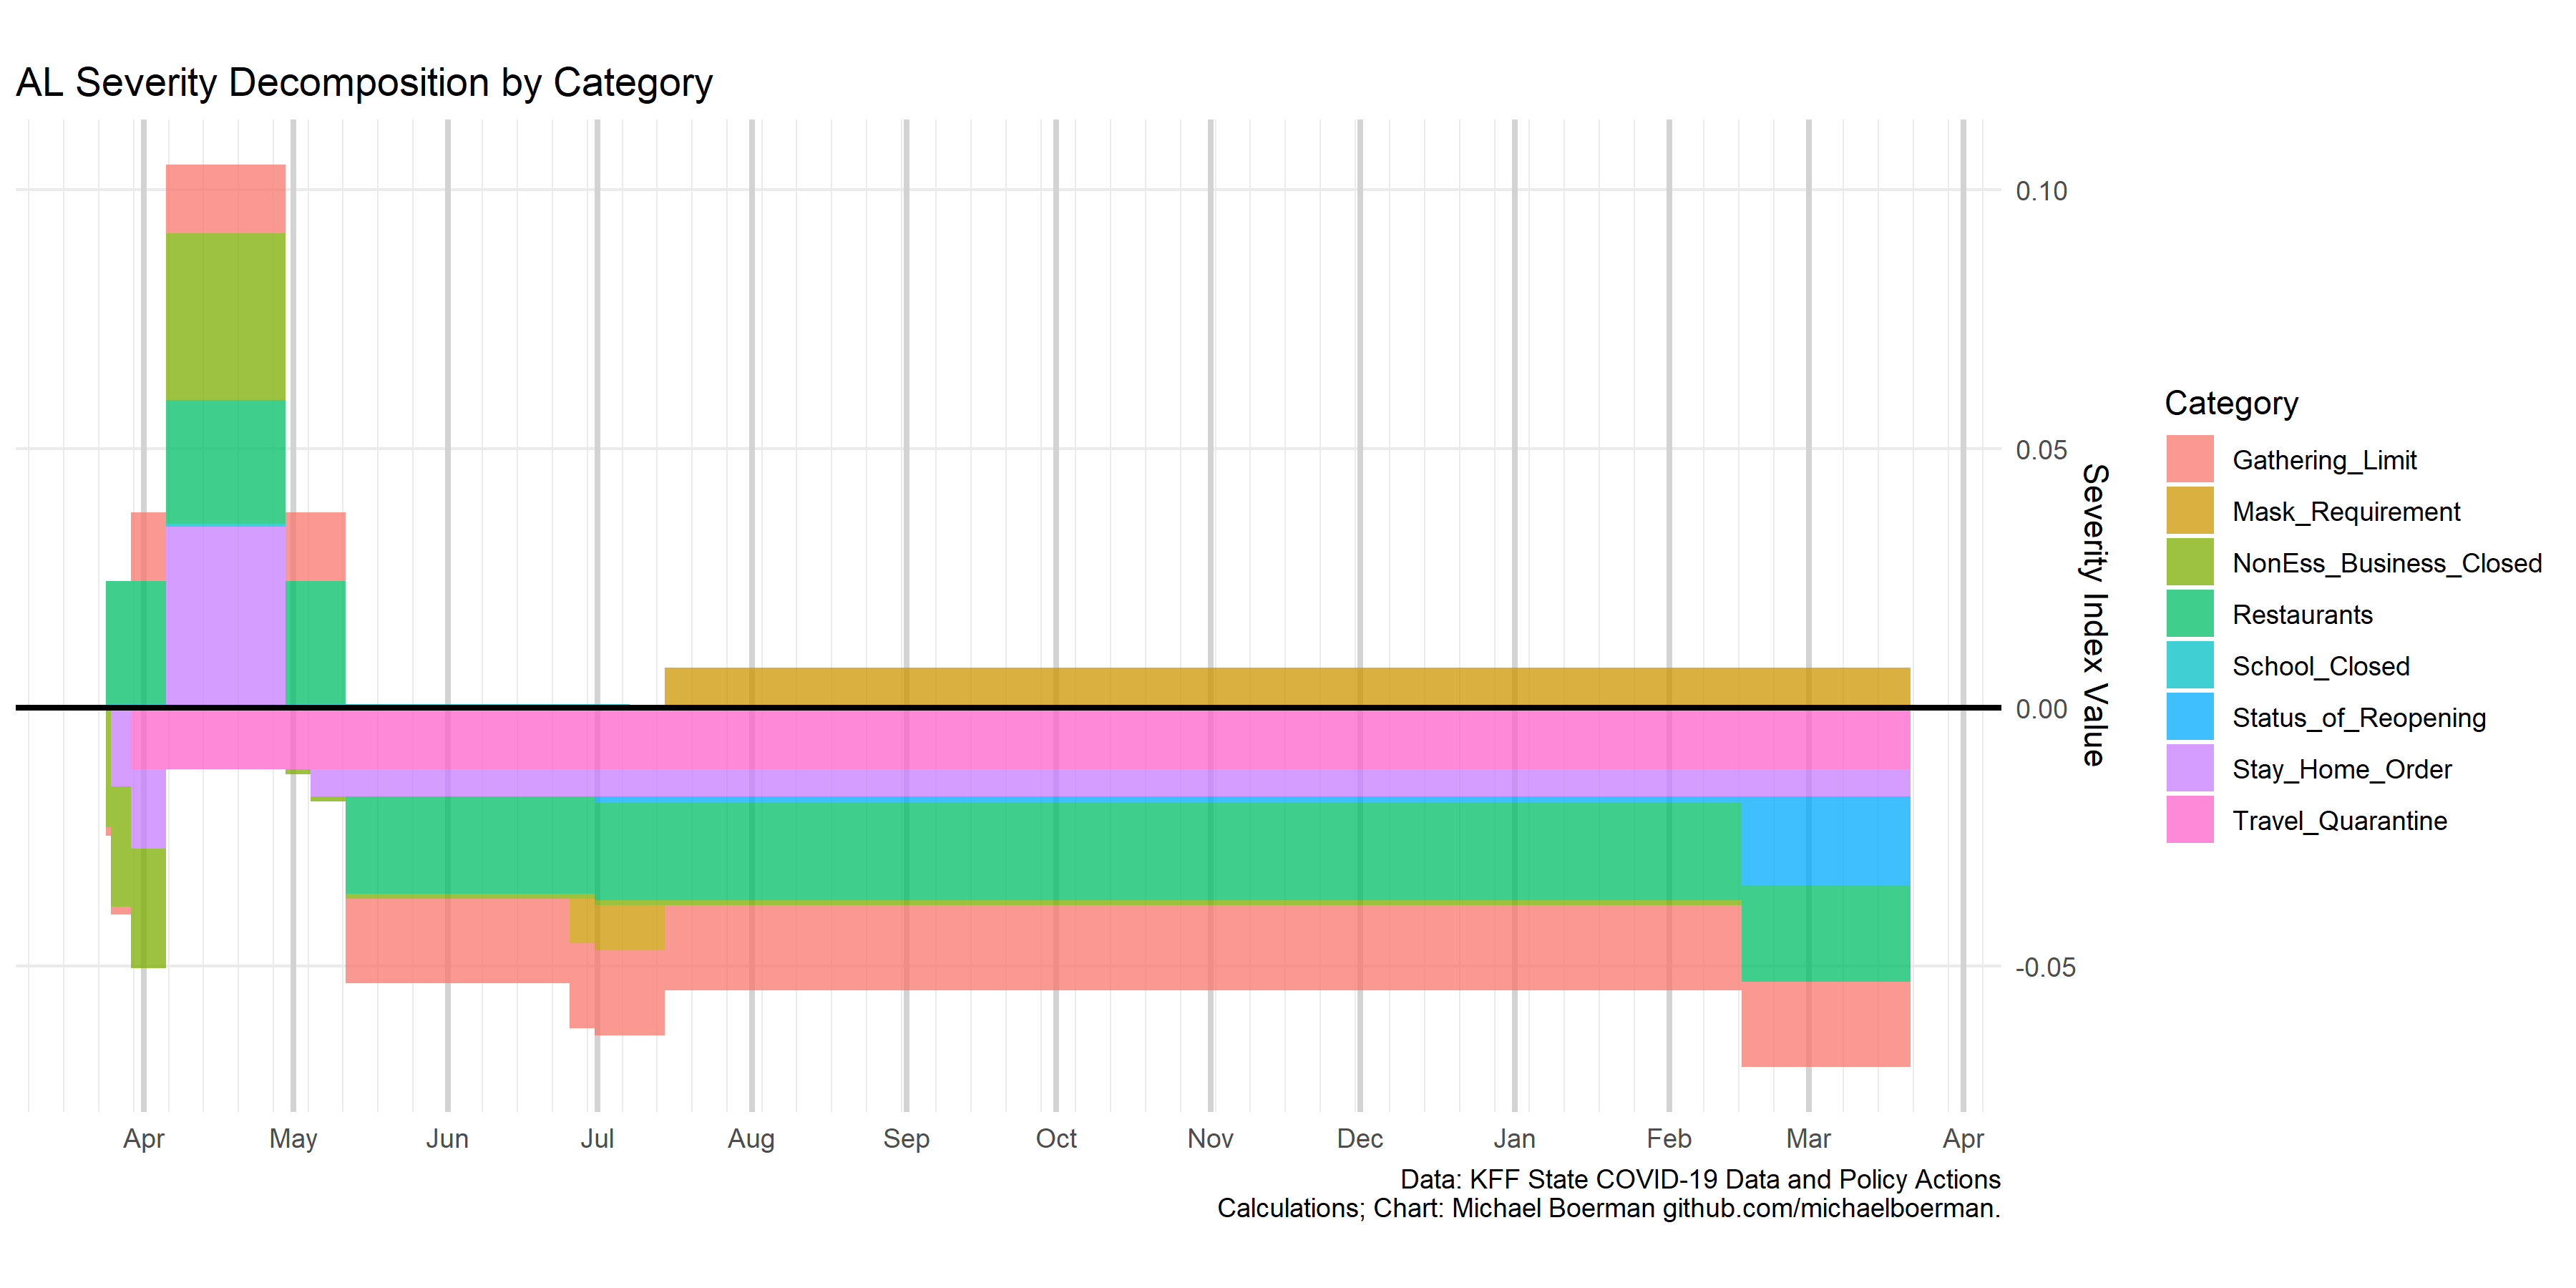 AL Severity Decomposition by Category
0.10
0.05
0.00
-0.05
Severity Index Value
Category
Gathering_Limit
Mask_Requirement
NonEss_Business_Closed
Restaurants
School_Closed
Status_of_Reopening
Stay_Home_Order
Travel_Quarantine
Apr May Jun Jul Aug Sep Oct Nov Dec Jan Feb Mar Apr
Data: KFF State COVID-19 Data and Policy Actions
Calculations; Chart: Michael Boerman github.com/michaelboerman.